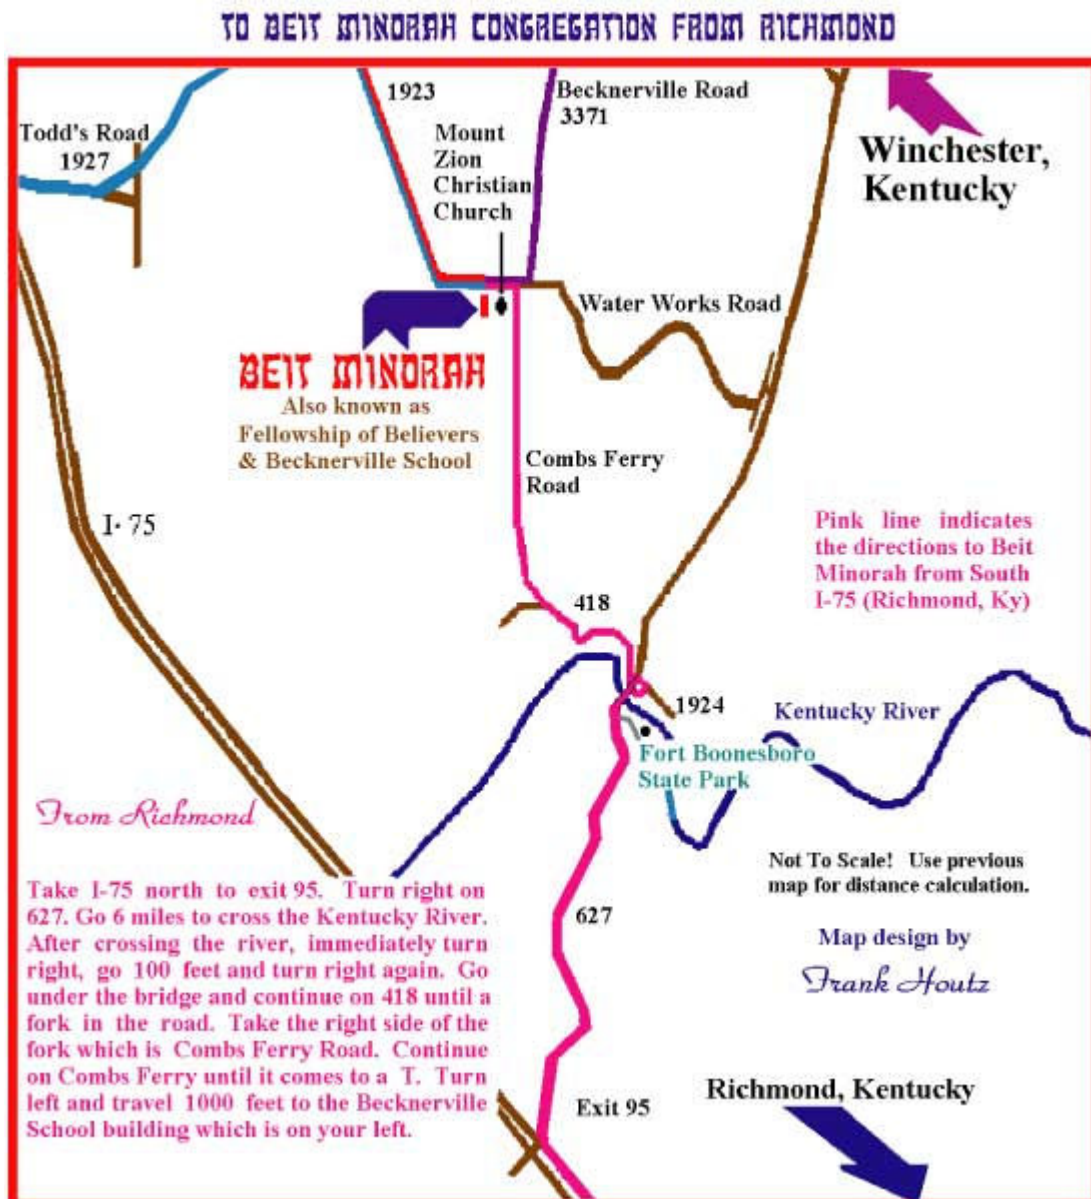 TO BEIT MINORAH CONGREGATION FROM RICHMOND
1923
Becknerville Road
3371
Todd's Road
1927
Mount
Zion
Christian
Church
Winchester,
Kentucky
Water Works Road
BEIT MINORAH
Also known as
Fellowship of Believers
& Becknerville School
Combs Ferry
Road
I- 75
Pink line indicates
the directions to Beit
Minorah from South
I-75 (Richmond, Ky)
418
1924
Kentucky River
Fort Boonesboro
State Park
From Richmond
Take I-75 north to exit 95. Turn right on
627. Go 6 miles to cross the Kentucky River.
After crossing the river, immediately turn
right, go 100 feet and turn right again. Go
under the bridge and continue on 418 until a
fork in the road. Take the right side of the
fork which is Combs Ferry Road. Continue
on Combs Ferry until it comes to a T. Turn
left and travel 1000 feet to the Becknerville
School building which is on your left.
Not To Scale! Use previous
map for distance calculation.
627
Map design by
Frank Houtz
Exit 95
Richmond, Kentucky